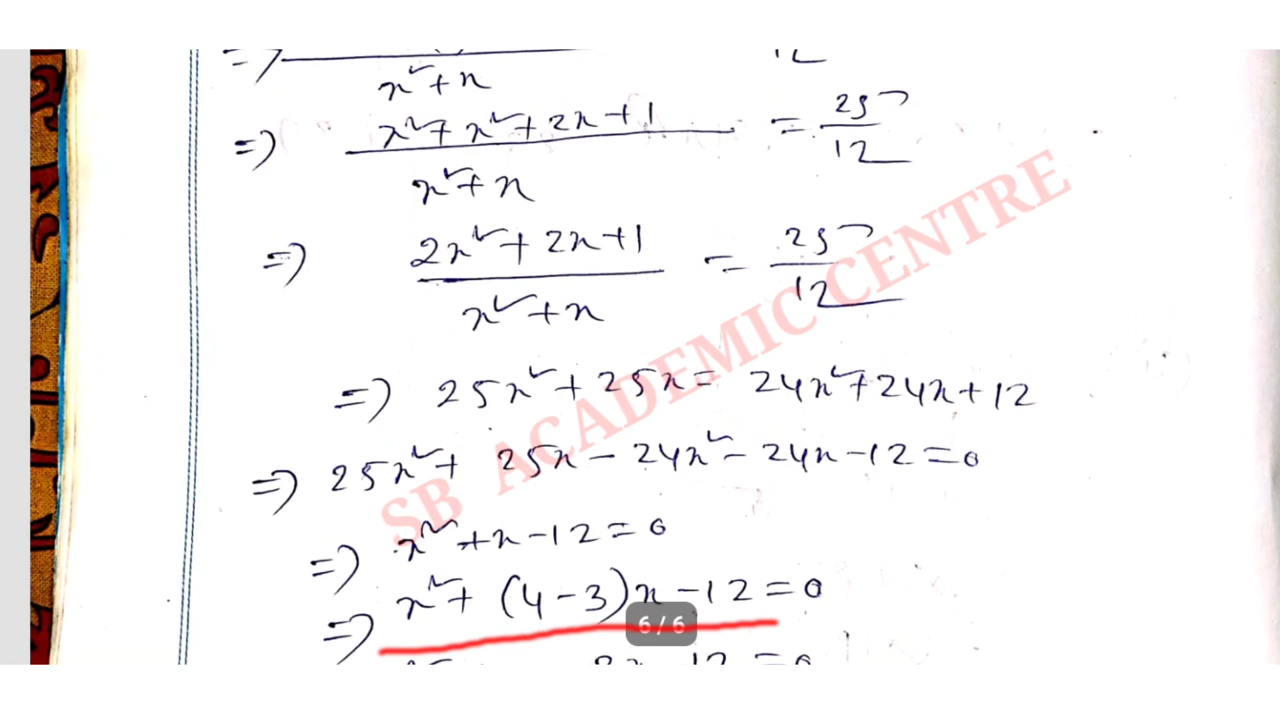 => x² + x 12
=> x² + x² + 2x + 1 / x² + x = 25 / 12
=> 2x² + 2x + 1 / x² + x = 25 / 12
=> 25x² + 25x = 24x² + 24x + 12
=> 25x² + 25x - 24x² - 24x - 12 = 0
=> x² + x - 12 = 0
=> x² + (4 - 3)x - 12 = 0
6 / 6
SB ACADEMIC CENTRE